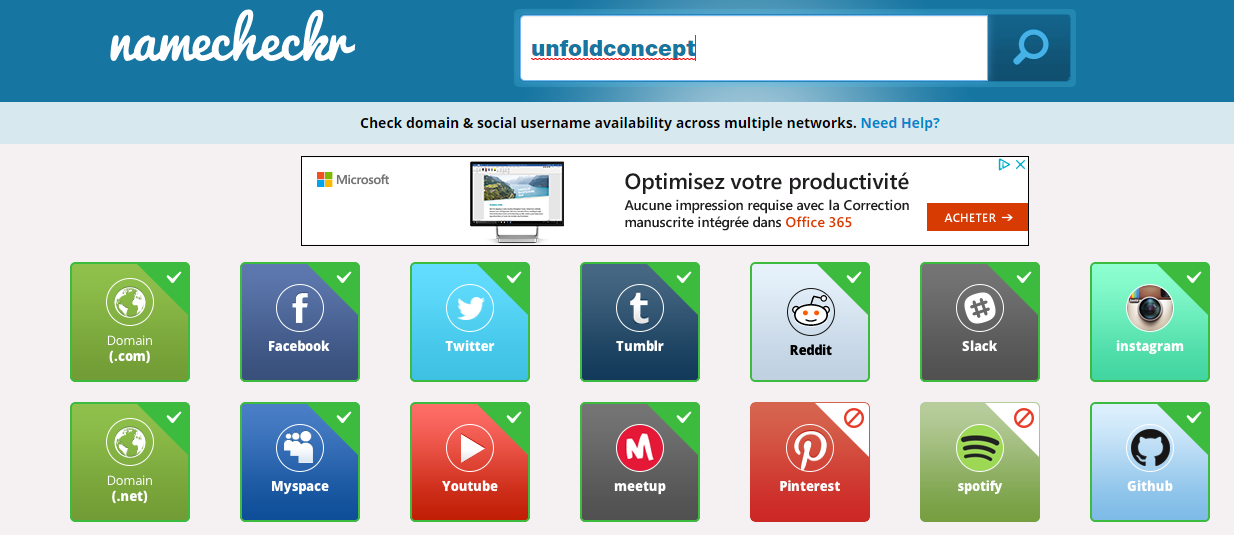 namecheckr
unfoldconcept
Check domain & social username availability across multiple networks. Need Help?
Microsoft
Optimisez votre productivité
Aucune impression requise avec la Correction
manuscrite intégrée dans Office 365
ACHETER →
Domain
(.com)
Facebook
Twitter
Tumblr
Reddit
Slack
instagram
Domain
(.net)
Myspace
Youtube
meetup
Pinterest
spotify
Github